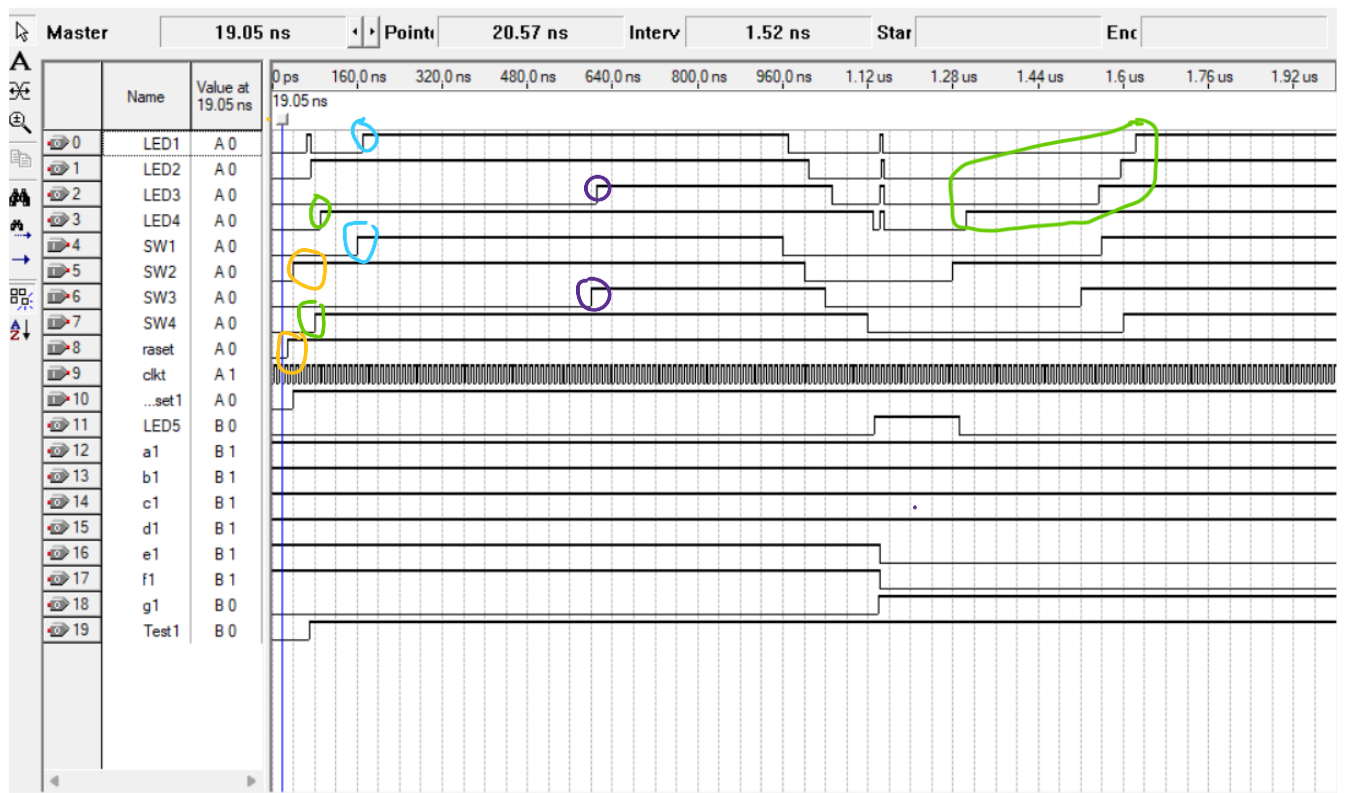 Master 19.05 ns Point 20.57 ns Interv 1.52 ns Star Enc
A
Name Value at 19.05 ns 0 ps 160.0 ns 320.0 ns 480.0 ns 640.0 ns 800.0 ns 960.0 ns 1.12 us 1.28 us 1.44 us 1.6 us 1.76 us 1.92 us
19.05 ns
0 LED1 A 0
1 LED2 A 0
2 LED3 A 0
3 LED4 A 0
4 SW1 A 0
5 SW2 A 0
6 SW3 A 0
7 SW4 A 0
8 raset A 0
9 clkt A 1
10 ...set1 A 0
11 LED5 B 0
12 a1 B 1
13 b1 B 1
14 c1 B 1
15 d1 B 1
16 e1 B 1
17 f1 B 1
18 g1 B 0
19 Test1 B 0